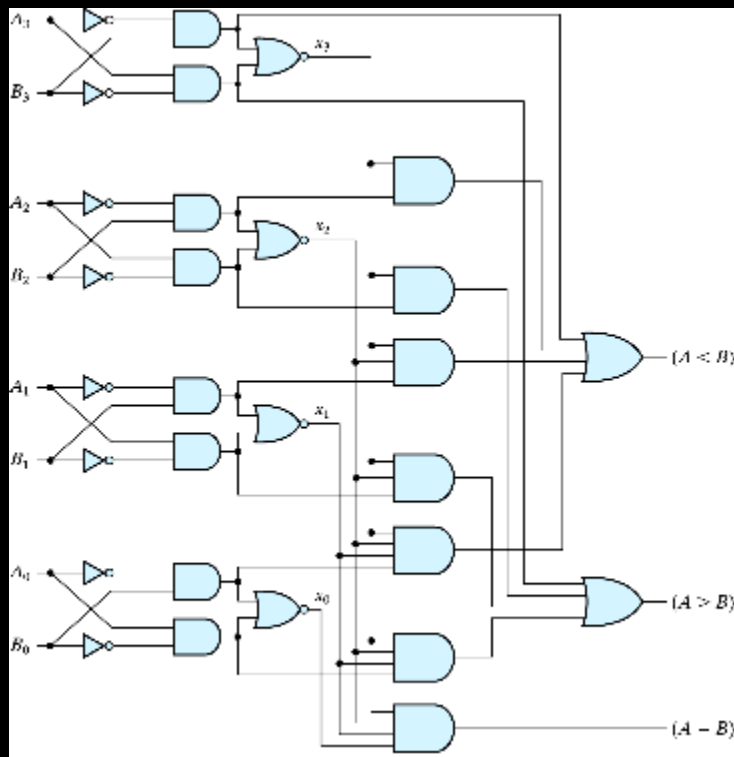 A₃
x₃
B₃
A₂
x₂
B₂
(A < B)
A₁
x₁
B₁
A₀
x₀
(A > B)
B₀
(A = B)